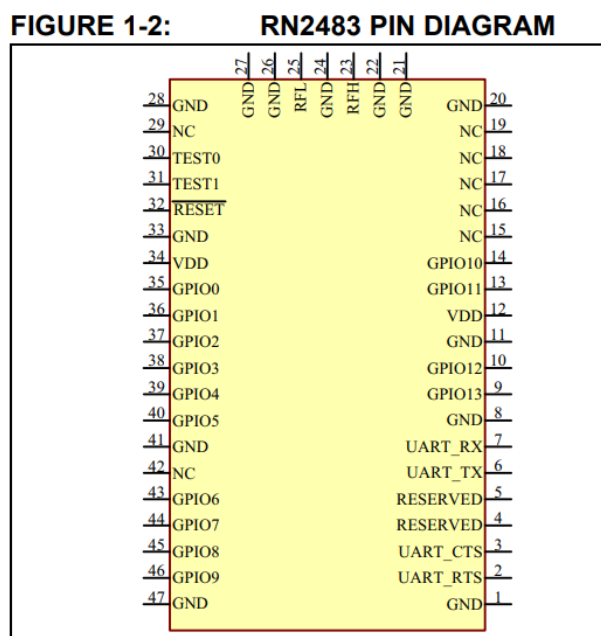 FIGURE 1-2: RN2483 PIN DIAGRAM
27 26 25 24 23 22 21
GND GND RFL GND RFH GND GND
28 GND GND 20
29 NC NC 19
30 TEST0 NC 18
31 TEST1 NC 17
32 RESET NC 16
33 GND NC 15
34 VDD GPIO10 14
35 GPIO0 GPIO11 13
36 GPIO1 VDD 12
37 GPIO2 GND 11
38 GPIO3 GPIO12 10
39 GPIO4 GPIO13 9
40 GPIO5 GND 8
41 GND UART_RX 7
42 NC UART_TX 6
43 GPIO6 RESERVED 5
44 GPIO7 RESERVED 4
45 GPIO8 UART_CTS 3
46 GPIO9 UART_RTS 2
47 GND GND 1